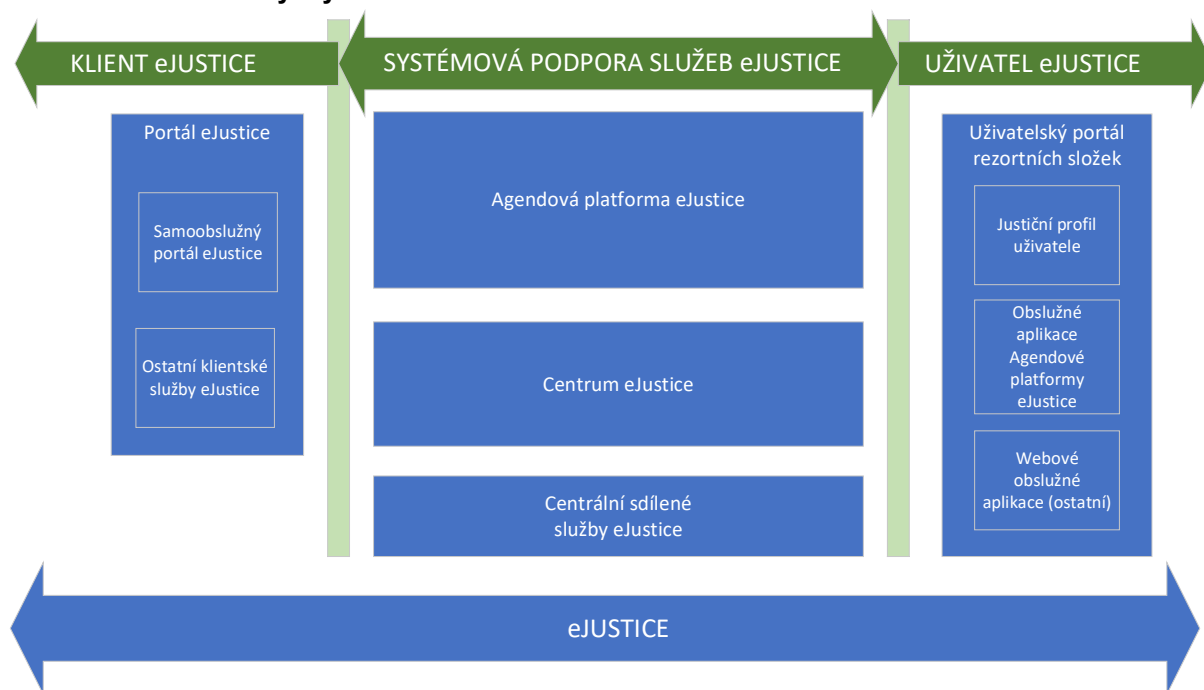 KLIENT eJUSTICE
SYSTÉMOVÁ PODPORA SLUŽEB eJUSTICE
UŽIVATEL eJUSTICE
Portál eJustice
Samoobslužný
portál eJustice
Ostatní klientské
služby eJustice
Agendová platforma eJustice
Centrum eJustice
Centrální sdílené
služby eJustice
Uživatelský portál
rezortních složek
Justiční profil
uživatele
Obslužné
aplikace
Agendové
platformy
eJustice
Webové
obslužné
aplikace (ostatní)
eJUSTICE